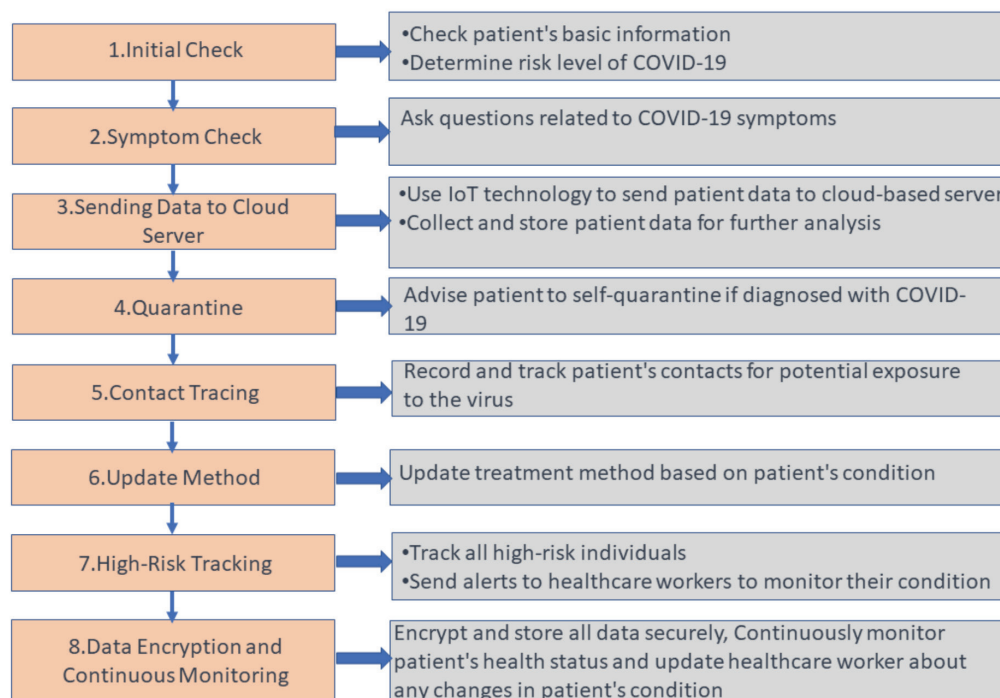 1.Initial Check
•Check patient's basic information
•Determine risk level of COVID-19
2.Symptom Check
Ask questions related to COVID-19 symptoms
3.Sending Data to Cloud
Server
•Use IoT technology to send patient data to cloud-based server
•Collect and store patient data for further analysis
4.Quarantine
Advise patient to self-quarantine if diagnosed with COVID-
19
5.Contact Tracing
Record and track patient's contacts for potential exposure
to the virus
6.Update Method
Update treatment method based on patient's condition
7.High-Risk Tracking
•Track all high-risk individuals
•Send alerts to healthcare workers to monitor their condition
8.Data Encryption and
Continuous Monitoring
Encrypt and store all data securely, Continuously monitor
patient's health status and update healthcare worker about
any changes in patient's condition